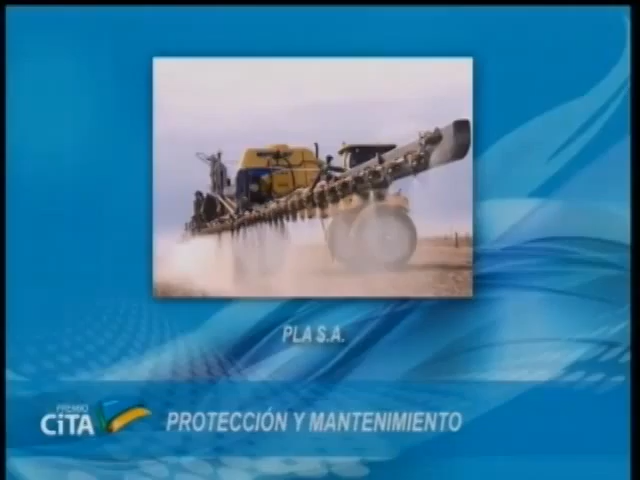 PLA S.A.
PREMIO
CiTA
PROTECCIÓN Y MANTENIMIENTO